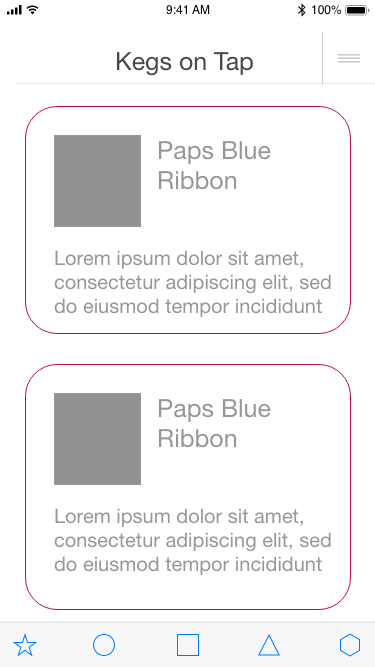 9:41 AM 100%
Kegs on Tap
Paps Blue
Ribbon
Lorem ipsum dolor sit amet,
consectetur adipiscing elit, sed
do eiusmod tempor incididunt
Paps Blue
Ribbon
Lorem ipsum dolor sit amet,
consectetur adipiscing elit, sed
do eiusmod tempor incididunt